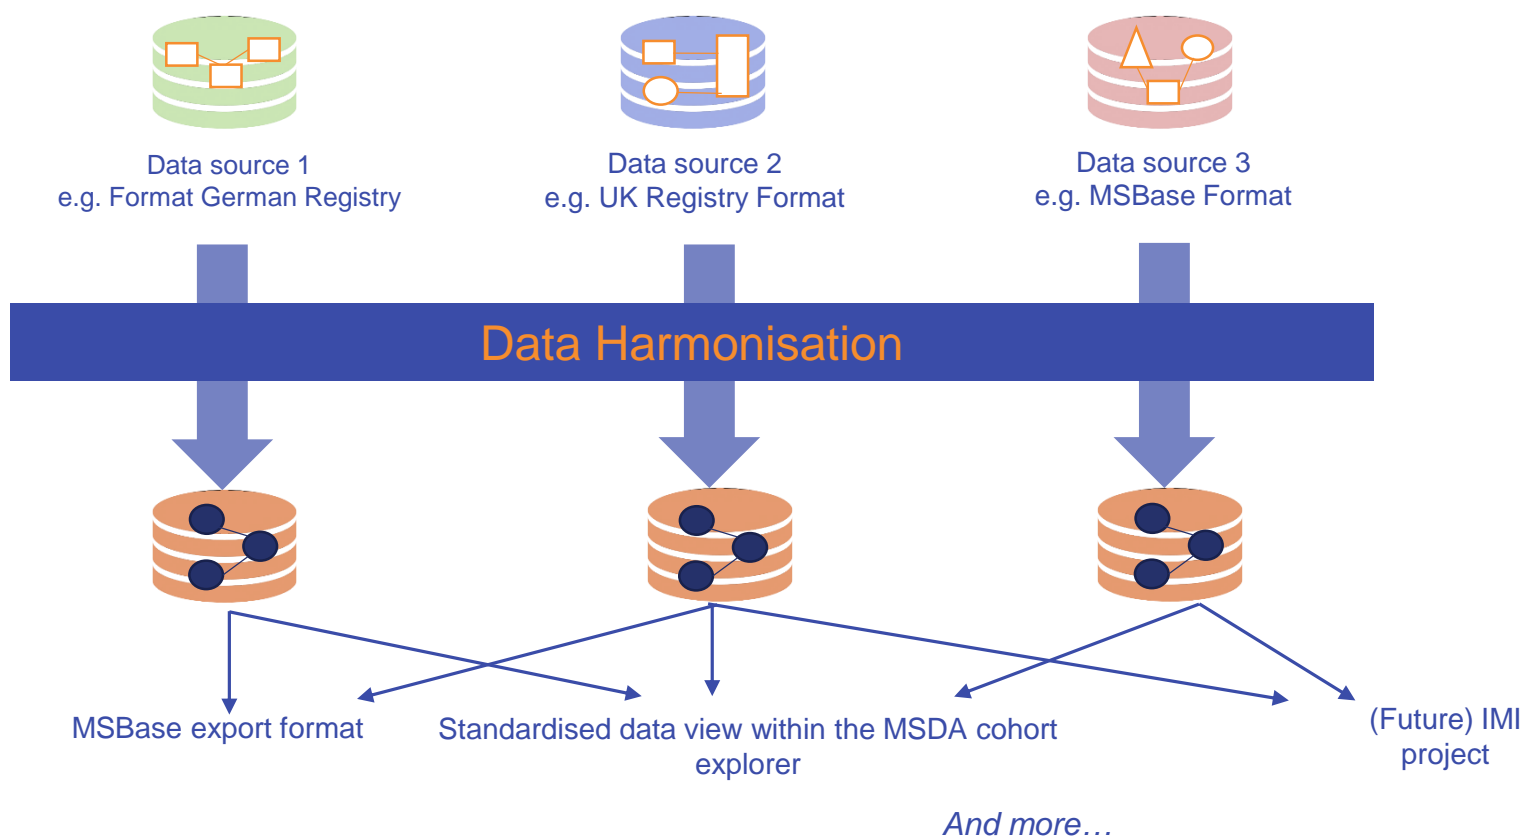 Data source 1
e.g. Format German Registry
Data source 2
e.g. UK Registry Format
Data source 3
e.g. MSBase Format
Data Harmonisation
MSBase export format
Standardised data view within the MSDA cohort
explorer
(Future) IMI
project
And more…